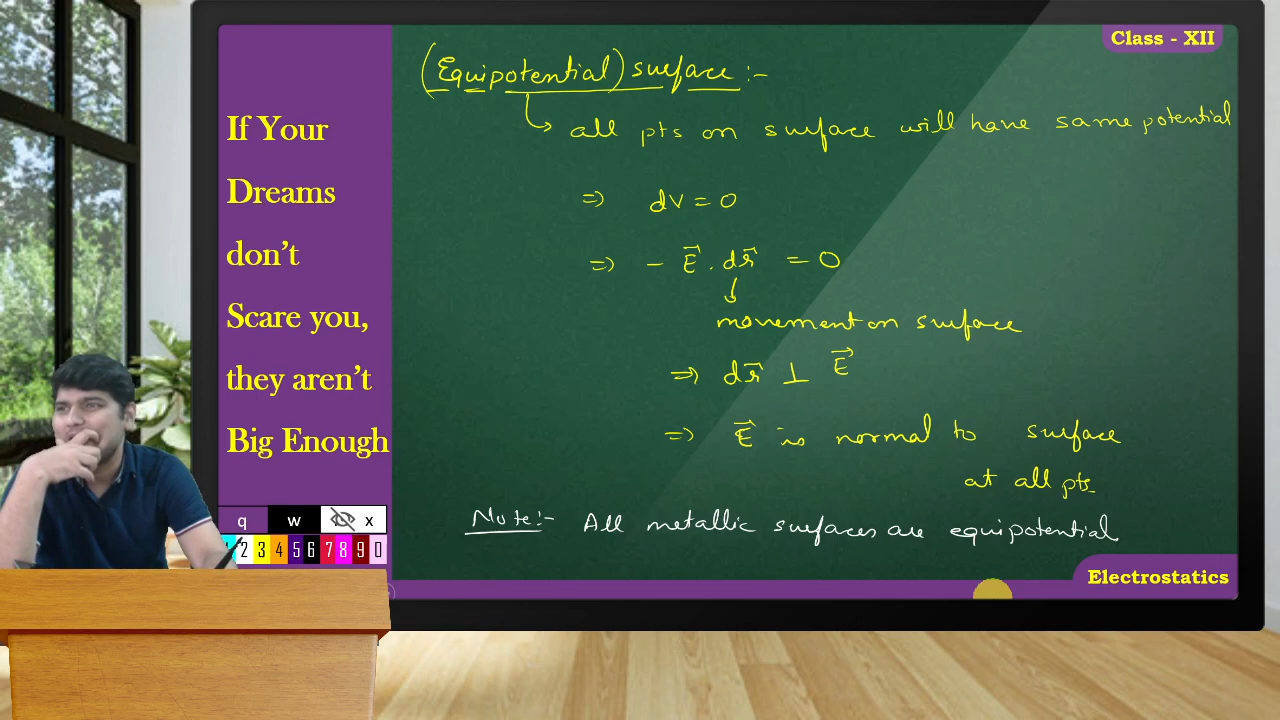 Class - XII
(Equipotential) surface :-
↳ all pts on surface will have same potential
⇒ dv = 0
⇒ - E⃗ . dr⃗ = 0
↓
movement on surface
⇒ dr⃗ ⊥ E⃗
⇒ E⃗ is normal to surface
at all pts
Note:- All metallic surfaces are equipotential
Electrostatics
If Your
Dreams
don't
Scare you,
they aren't
Big Enough
q w x
2 3 4 5 6 7 8 9 0